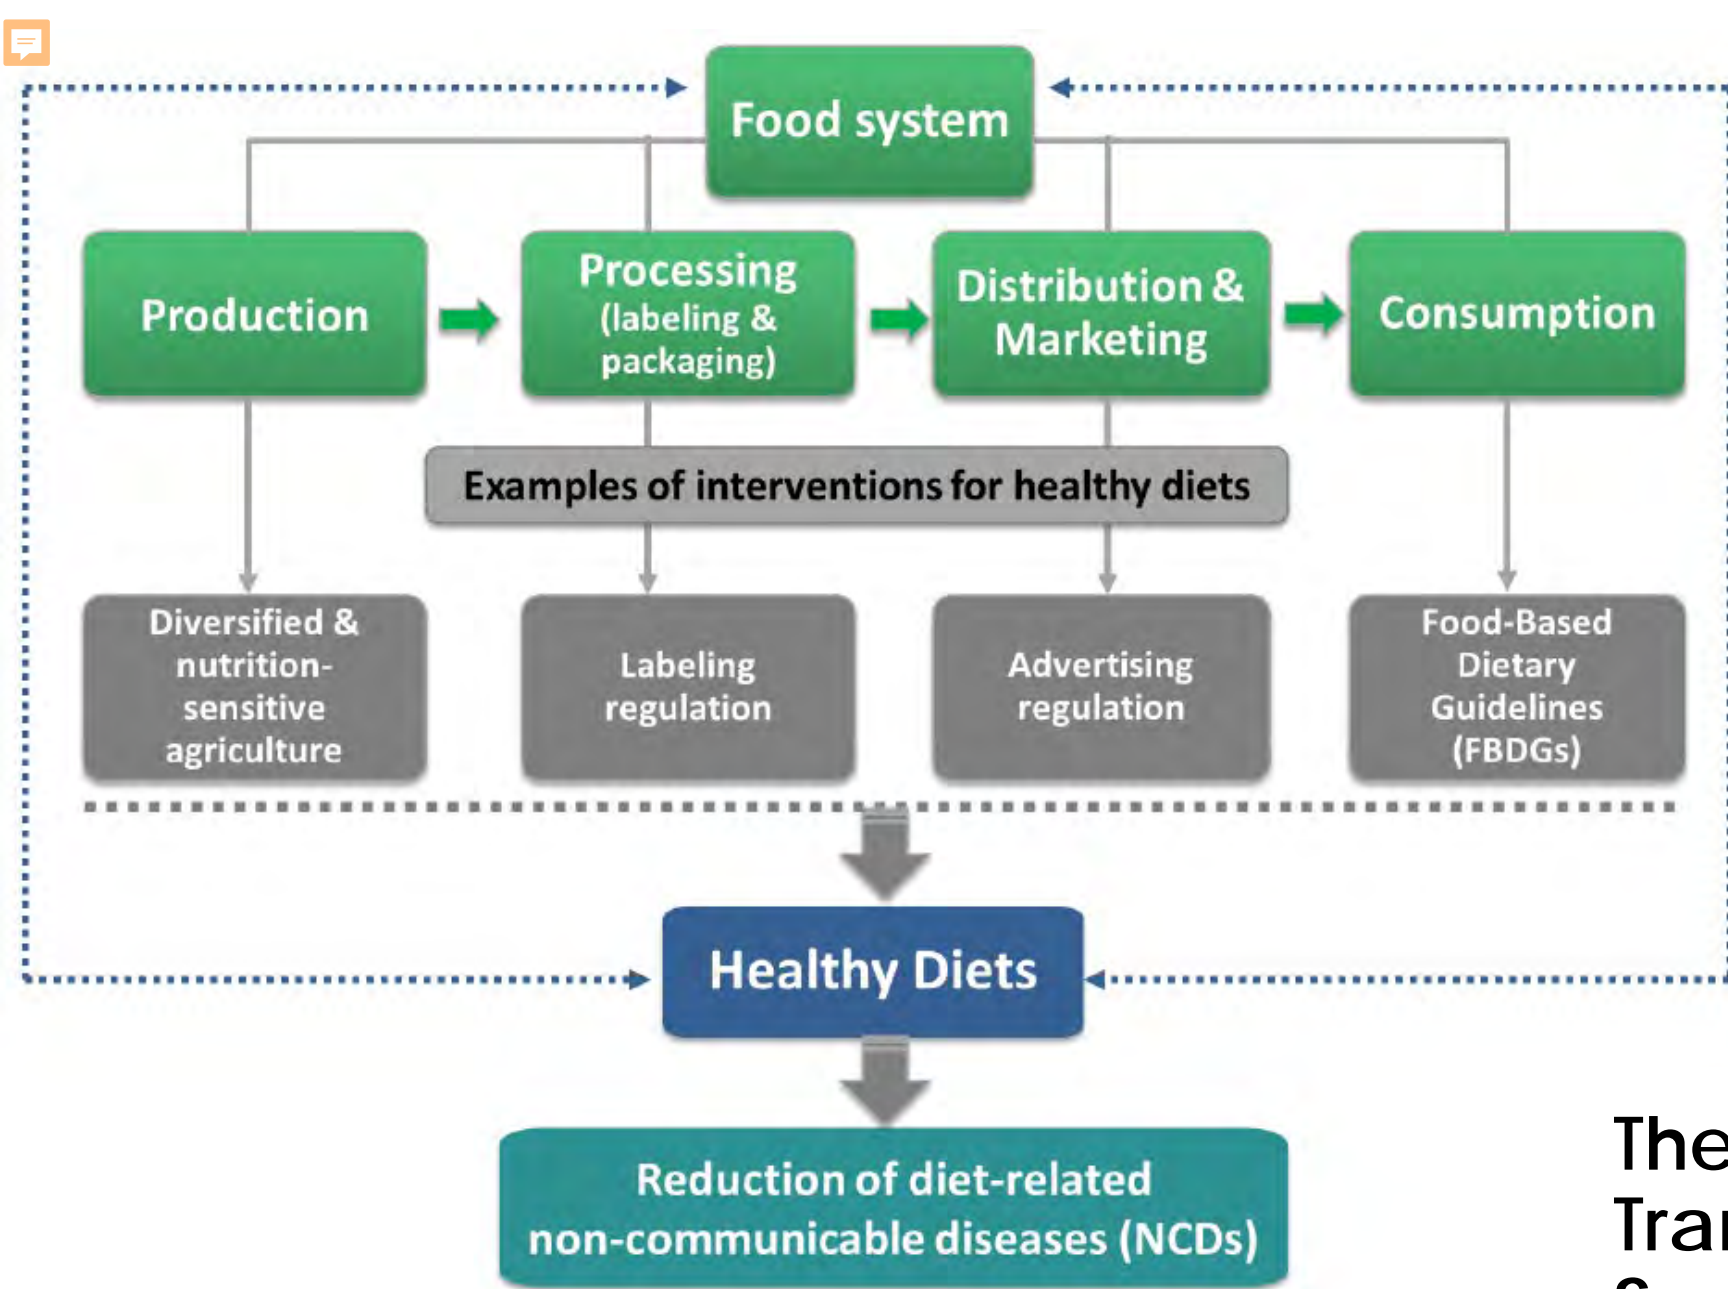 Food system
Production
Processing
(labeling &
packaging)
Distribution &
Marketing
Consumption
Examples of interventions for healthy diets
Diversified &
nutrition-
sensitive
agriculture
Labeling
regulation
Advertising
regulation
Food-Based
Dietary
Guidelines
(FBDGs)
Healthy Diets
Reduction of diet-related
non-communicable diseases (NCDs)
The